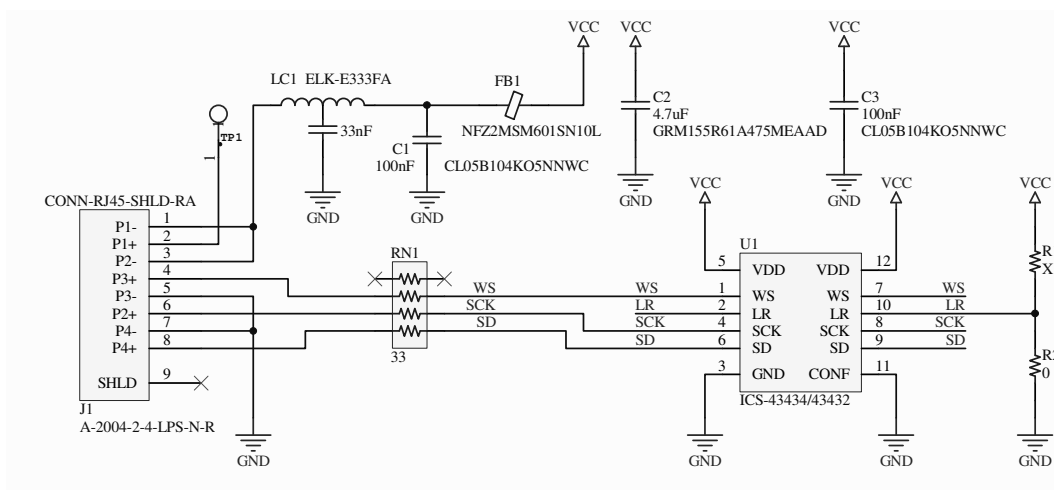 VCC VCC VCC
LC1 ELK-E333FA
FB1
C2
4.7uF
GRM155R61A475MEAAD
C3
100nF
CL05B104KO5NNWC
TP1
1
33nF
NFZ2MSM601SN10L
C1
100nF
CL05B104KO5NNWC
GND GND GND GND
CONN-RJ45-SHLD-RA
VCC VCC VCC
P1- 1
P1+ 2
P2- 3
P3+ 4
P3- 5
P2+ 6
P4- 7
P4+ 8
SHLD 9
J1
A-2004-2-4-LPS-N-R
RN1
33
WS
SCK
SD
U1
5 VDD VDD 12
WS 1 WS WS 7 WS
LR 2 LR LR 10 LR
SCK 4 SCK SCK 8 SCK
SD 6 SD SD 9 SD
3 GND CONF 11
ICS-43434/43432
R
X
0
GND GND GND GND